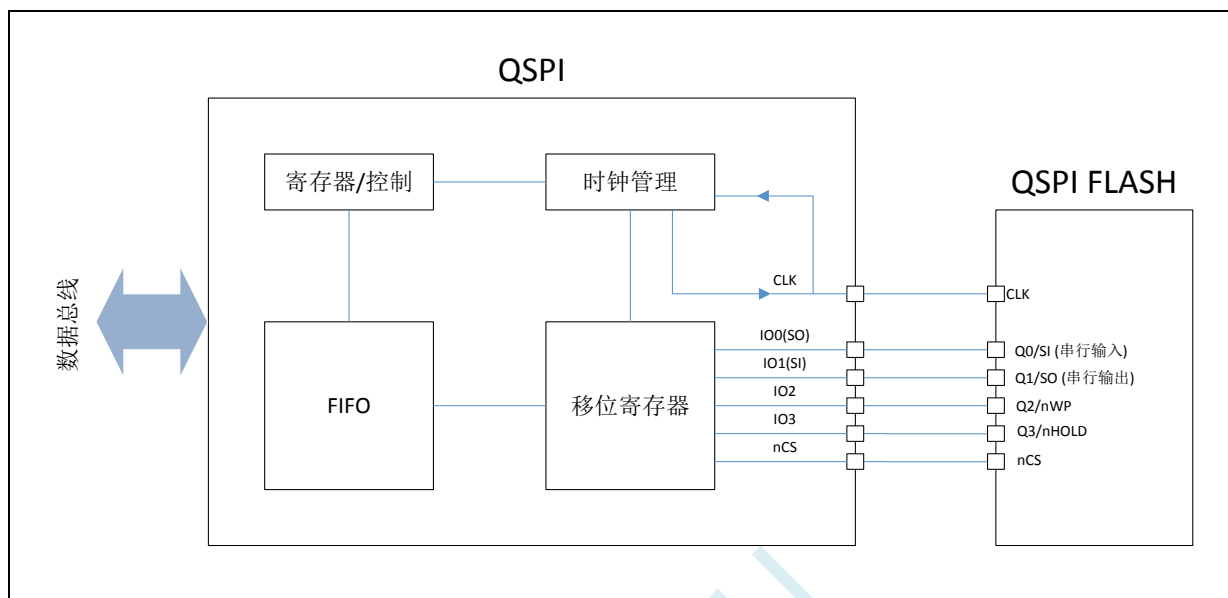 QSPI
寄存器/控制
时钟管理
QSPI FLASH
数据总线
CLK
CLK
IO0(SO)
Q0/SI (串行输入)
IO1(SI)
Q1/SO (串行输出)
FIFO
移位寄存器
IO2
Q2/nWP
IO3
Q3/nHOLD
nCS
nCS